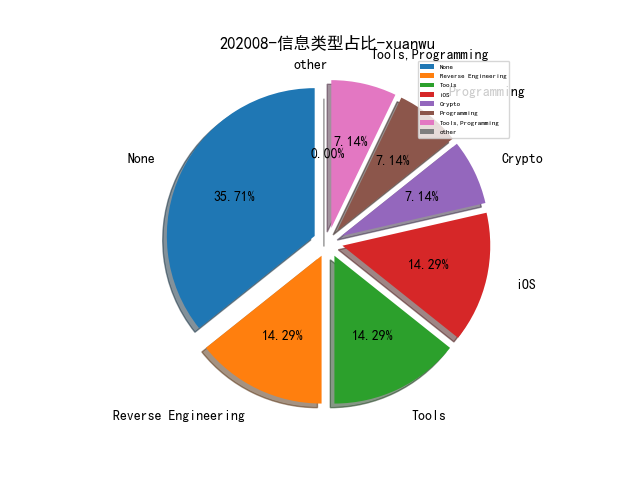 202008-信息类型占比-xuanwu
other
Tools,Programming
Programming
None
Reverse Engineering
Tools
iOS
Crypto
Programming
Tools,Programming
other
None
Crypto
iOS
Reverse Engineering
Tools
35.71%
0.00%
7.14%
7.14%
7.14%
14.29%
14.29%
14.29%